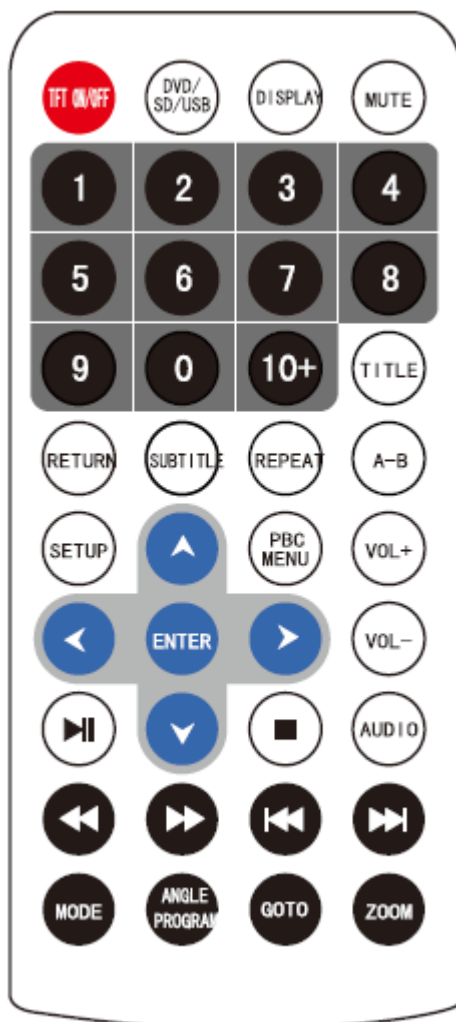 TFT ON/OFF
DVD/
SD/USB
DISPLAY
MUTE
1
2
3
4
5
6
7
8
9
0
10+
TITLE
RETURN
SUBTITLE
REPEAT
A-B
SETUP
PBC
MENU
VOL+
ENTER
VOL-
AUDIO
MODE
ANGLE
PROGRAM
GOTO
ZOOM